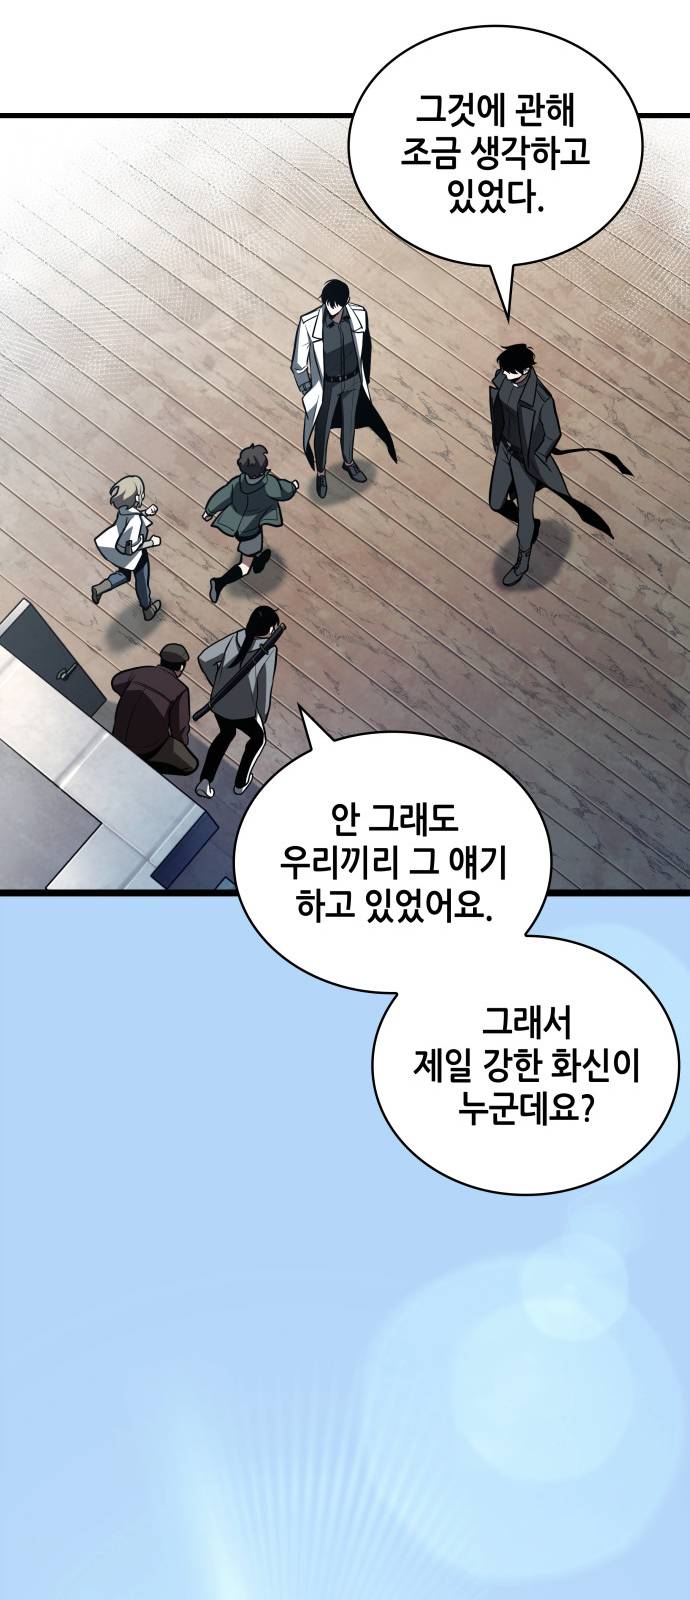 그것에 관해
조금 생각하고
있었다.
안 그래도
우리끼리 그 얘기
하고 있었어요.
그래서
제일 강한 화신이
누군데요?